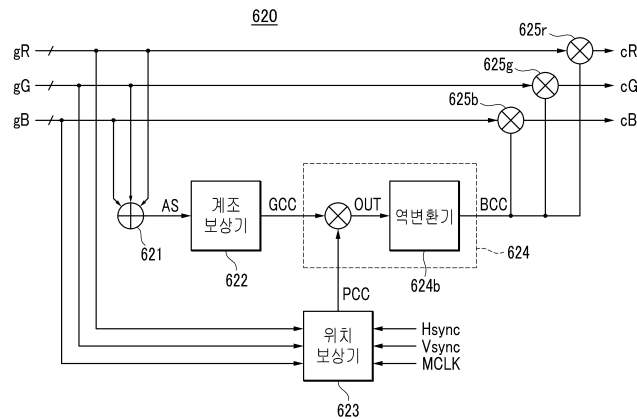 620
625r
gR
cR
625g
gG
cG
625b
gB
cB
AS
계조
보상기
GCC
OUT
역변환기
BCC
621
622
624b
624
PCC
위치
보상기
Hsync
Vsync
MCLK
623